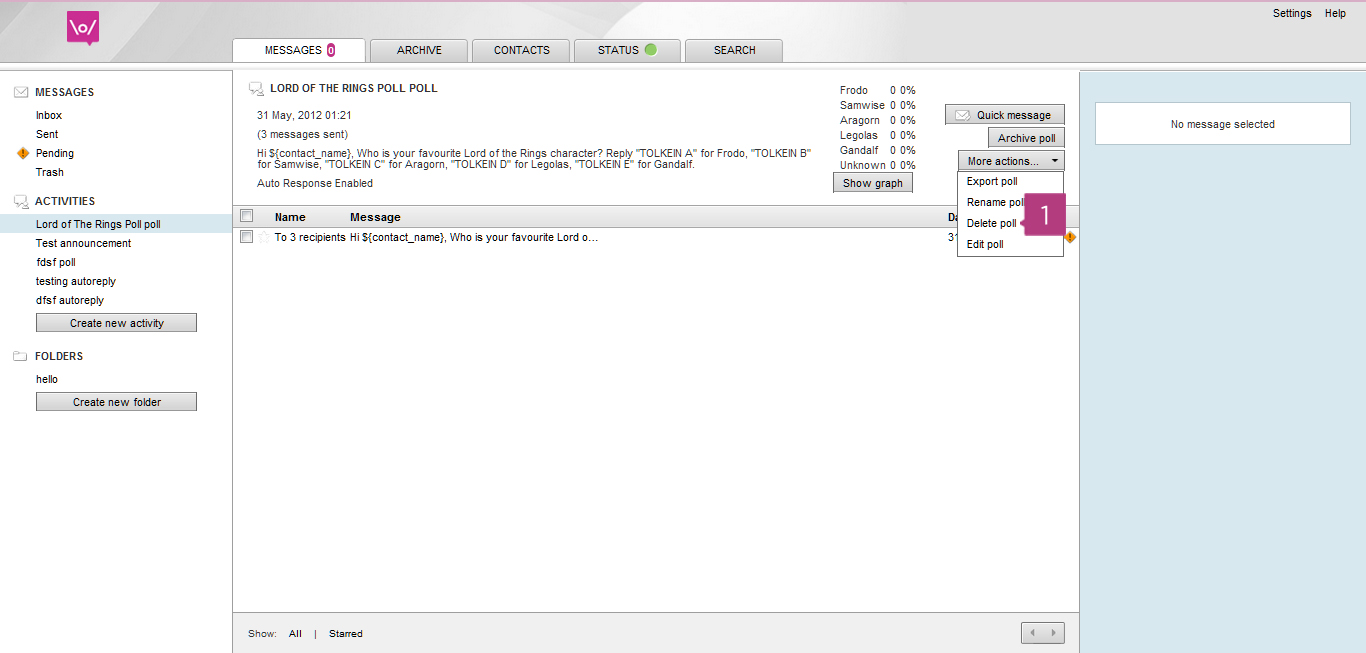 \o/
Settings Help
MESSAGES 0 ARCHIVE CONTACTS STATUS SEARCH
MESSAGES
Inbox
Sent
Pending
Trash
ACTIVITIES
Lord of The Rings Poll poll
Test announcement
fdsf poll
testing autoreply
dfsf autoreply
Create new activity
FOLDERS
hello
Create new folder
LORD OF THE RINGS POLL POLL
31 May, 2012 01:21
(3 messages sent)
Hi ${contact_name}, Who is your favourite Lord of the Rings character? Reply "TOLKEIN A" for Frodo, "TOLKEIN B"
for Samwise, "TOLKEIN C" for Aragorn, "TOLKEIN D" for Legolas, "TOLKEIN E" for Gandalf.
Auto Response Enabled
Frodo 0 0%
Samwise 0 0%
Aragorn 0 0%
Legolas 0 0%
Gandalf 0 0%
Unknown 0 0%
Show graph
Quick message
Archive poll
More actions...
Export poll
Rename poll
Delete poll 1
Edit poll
Name Message
To 3 recipients Hi ${contact_name}, Who is your favourite Lord o...
Show: All | Starred
No message selected